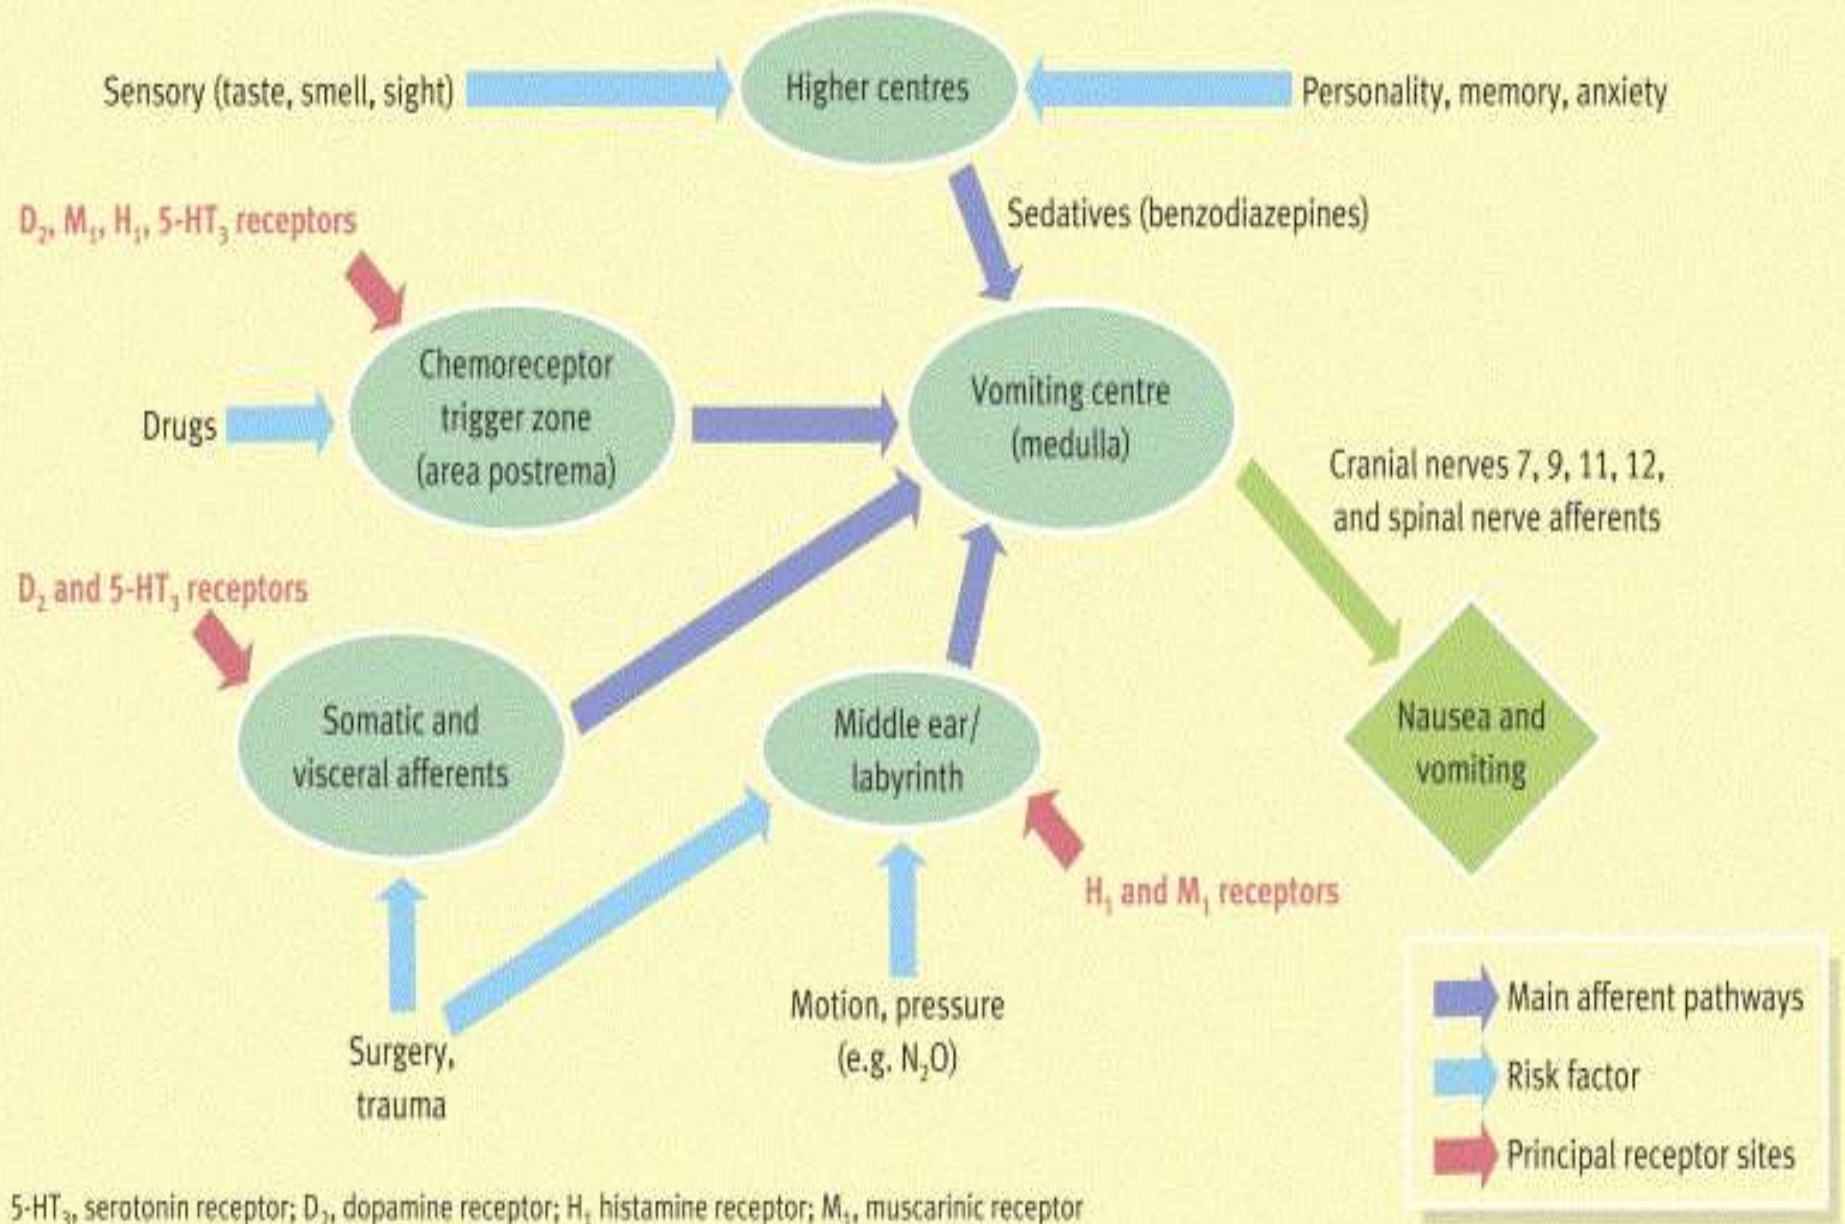 Sensory (taste, smell, sight)
Higher centres
Personality, memory, anxiety
D₂, M₁, H₁, 5-HT₃ receptors
Sedatives (benzodiazepines)
Drugs
Chemoreceptor
trigger zone
(area postrema)
Vomiting centre
(medulla)
Cranial nerves 7, 9, 11, 12,
and spinal nerve afferents
D₂ and 5-HT₃ receptors
Somatic and
visceral afferents
Middle ear/
labyrinth
Nausea and
vomiting
H₁ and M₁ receptors
Surgery,
trauma
Motion, pressure
(e.g. N₂O)
Main afferent pathways
Risk factor
Principal receptor sites
5-HT₃, serotonin receptor; D₂, dopamine receptor; H₁ histamine receptor; M₁, muscarinic receptor